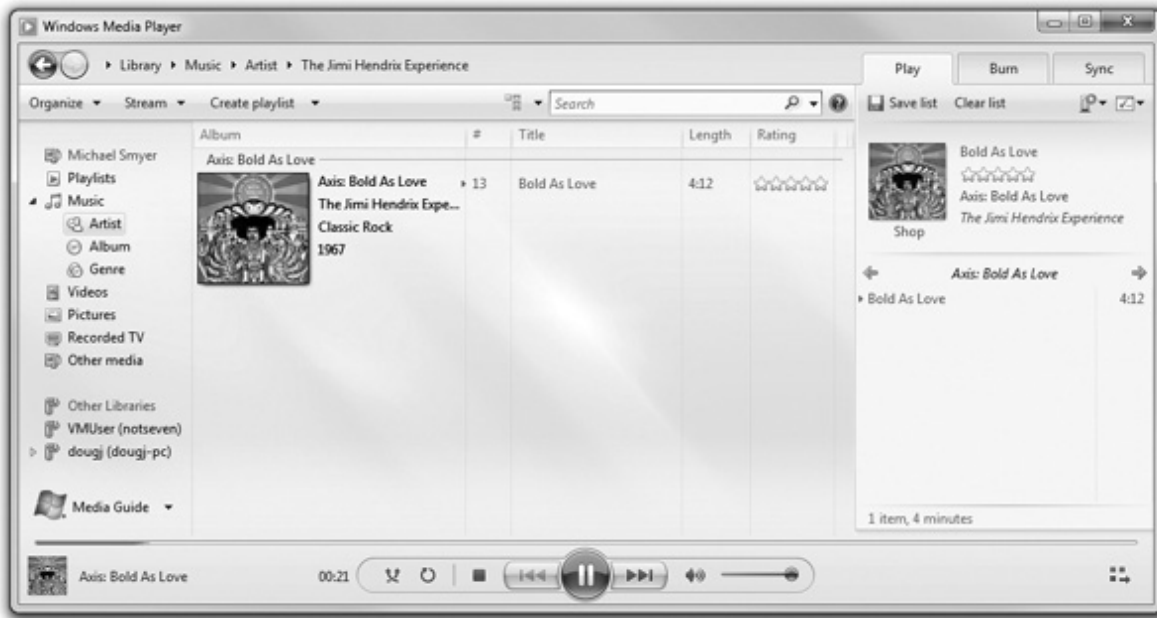 Windows Media Player
Library Music Artist The Jimi Hendrix Experience
Play Burn Sync
Organize Stream Create playlist Search
Save list Clear list
Album # Title Length Rating
Michael Smyer
Playlists
Music
Artist
Album
Genre
Videos
Pictures
Recorded TV
Other media
Other Libraries
VMUser (notseven)
dougj (dougj-pc)
Media Guide
Axis: Bold As Love
Axis: Bold As Love 13 Bold As Love 4:12
The Jimi Hendrix Expe...
Classic Rock
1967
Bold As Love
Axis: Bold As Love
The Jimi Hendrix Experience
Shop
Axis: Bold As Love
Bold As Love 4:12
1 item, 4 minutes
Axis: Bold As Love 00:21